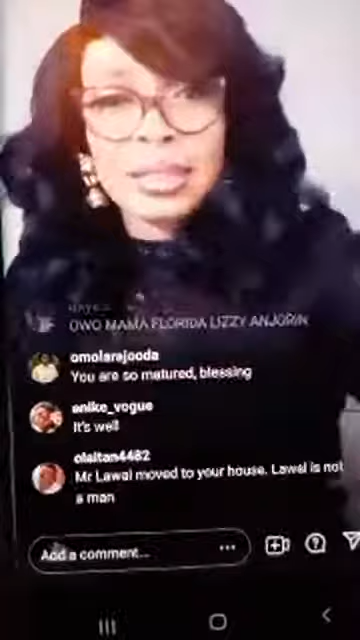 OWO MAMA FLORIDA LIZZY ANJORIN
omolarajooda
You are so matured, blessing
enike_vogue
It's well
olaitan4482
Mr Lawal moved to your house. Lawal is not
a man
Add a comment...